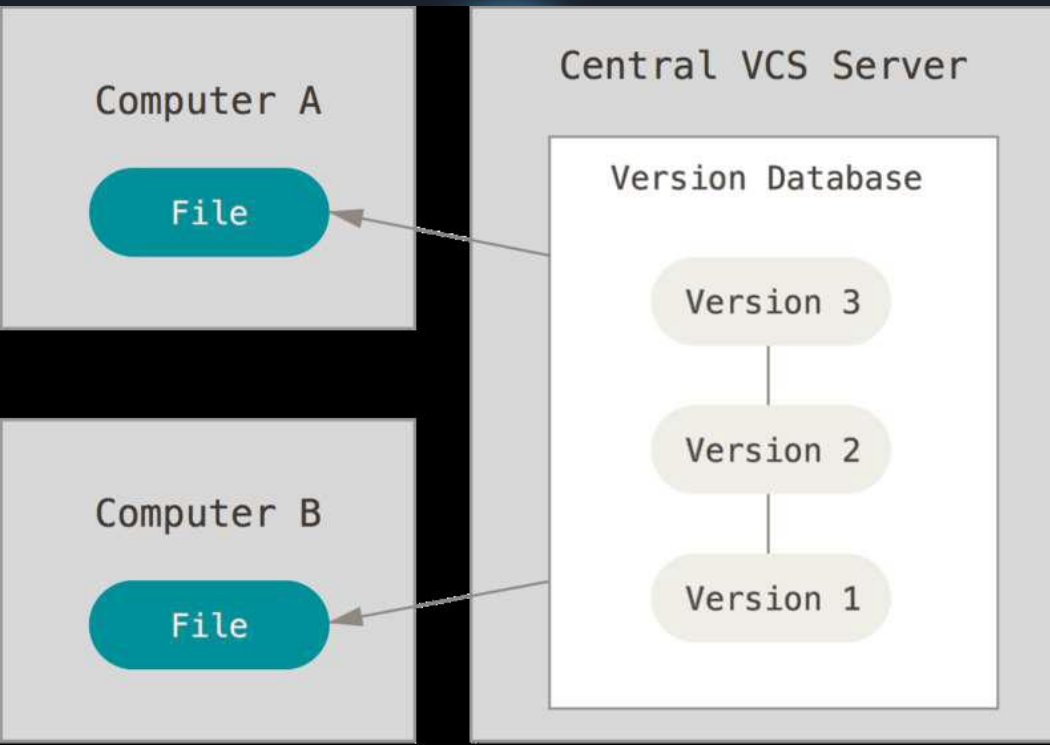 Computer A
File
Computer B
File
Central VCS Server
Version Database
Version 3
Version 2
Version 1